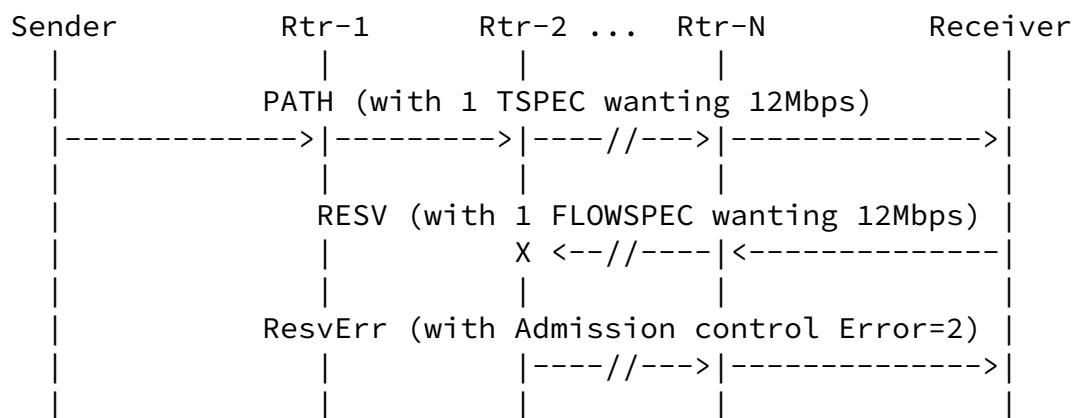 Sender Rtr-1 Rtr-2 ... Rtr-N Receiver
| | | | |
| PATH (with 1 TSPEC wanting 12Mbps) |
|------------->|--------->|----//--->|-------------->|
| | | | |
| RESV (with 1 FLOWSPEC wanting 12Mbps) |
| | X <--//----|<--------------|
| | | | |
| ResvErr (with Admission control Error=2) |
| | |----//--->|-------------->|
| | | | |